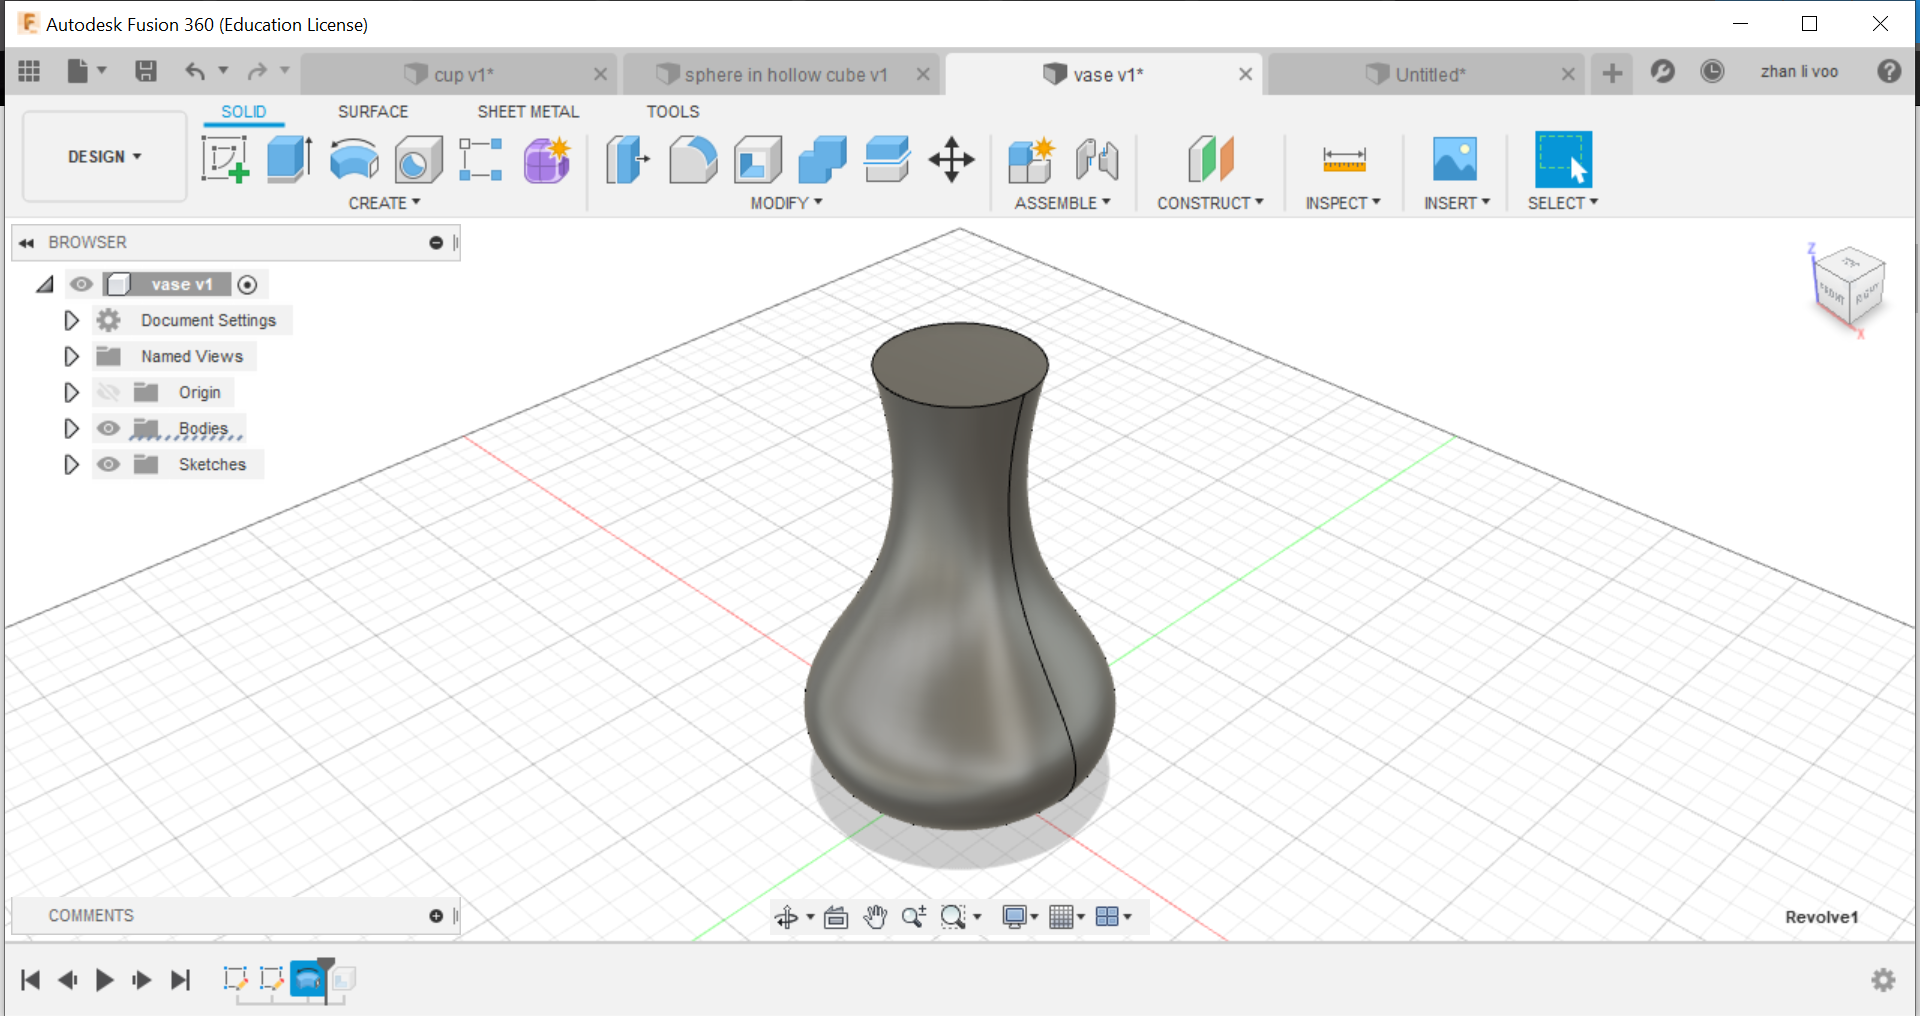 Autodesk Fusion 360 (Education License)
cup v1*
sphere in hollow cube v1
vase v1*
Untitled*
zhan li voo
SOLID
SURFACE
SHEET METAL
TOOLS
DESIGN
CREATE
MODIFY
ASSEMBLE
CONSTRUCT
INSPECT
INSERT
SELECT
BROWSER
vase v1
Document Settings
Named Views
Origin
Bodies
Sketches
Z
FRONT
RIGHT
X
COMMENTS
Revolve1